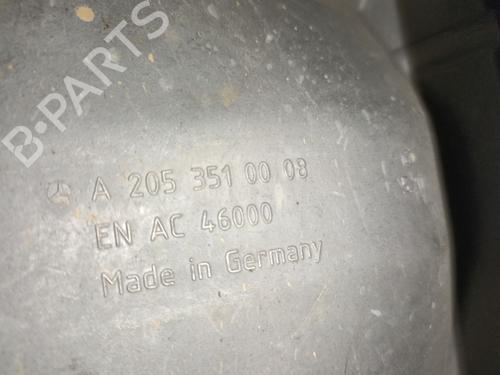 B-PARTS
A 205 351 00 08
EN AC 46000
Made in Germany